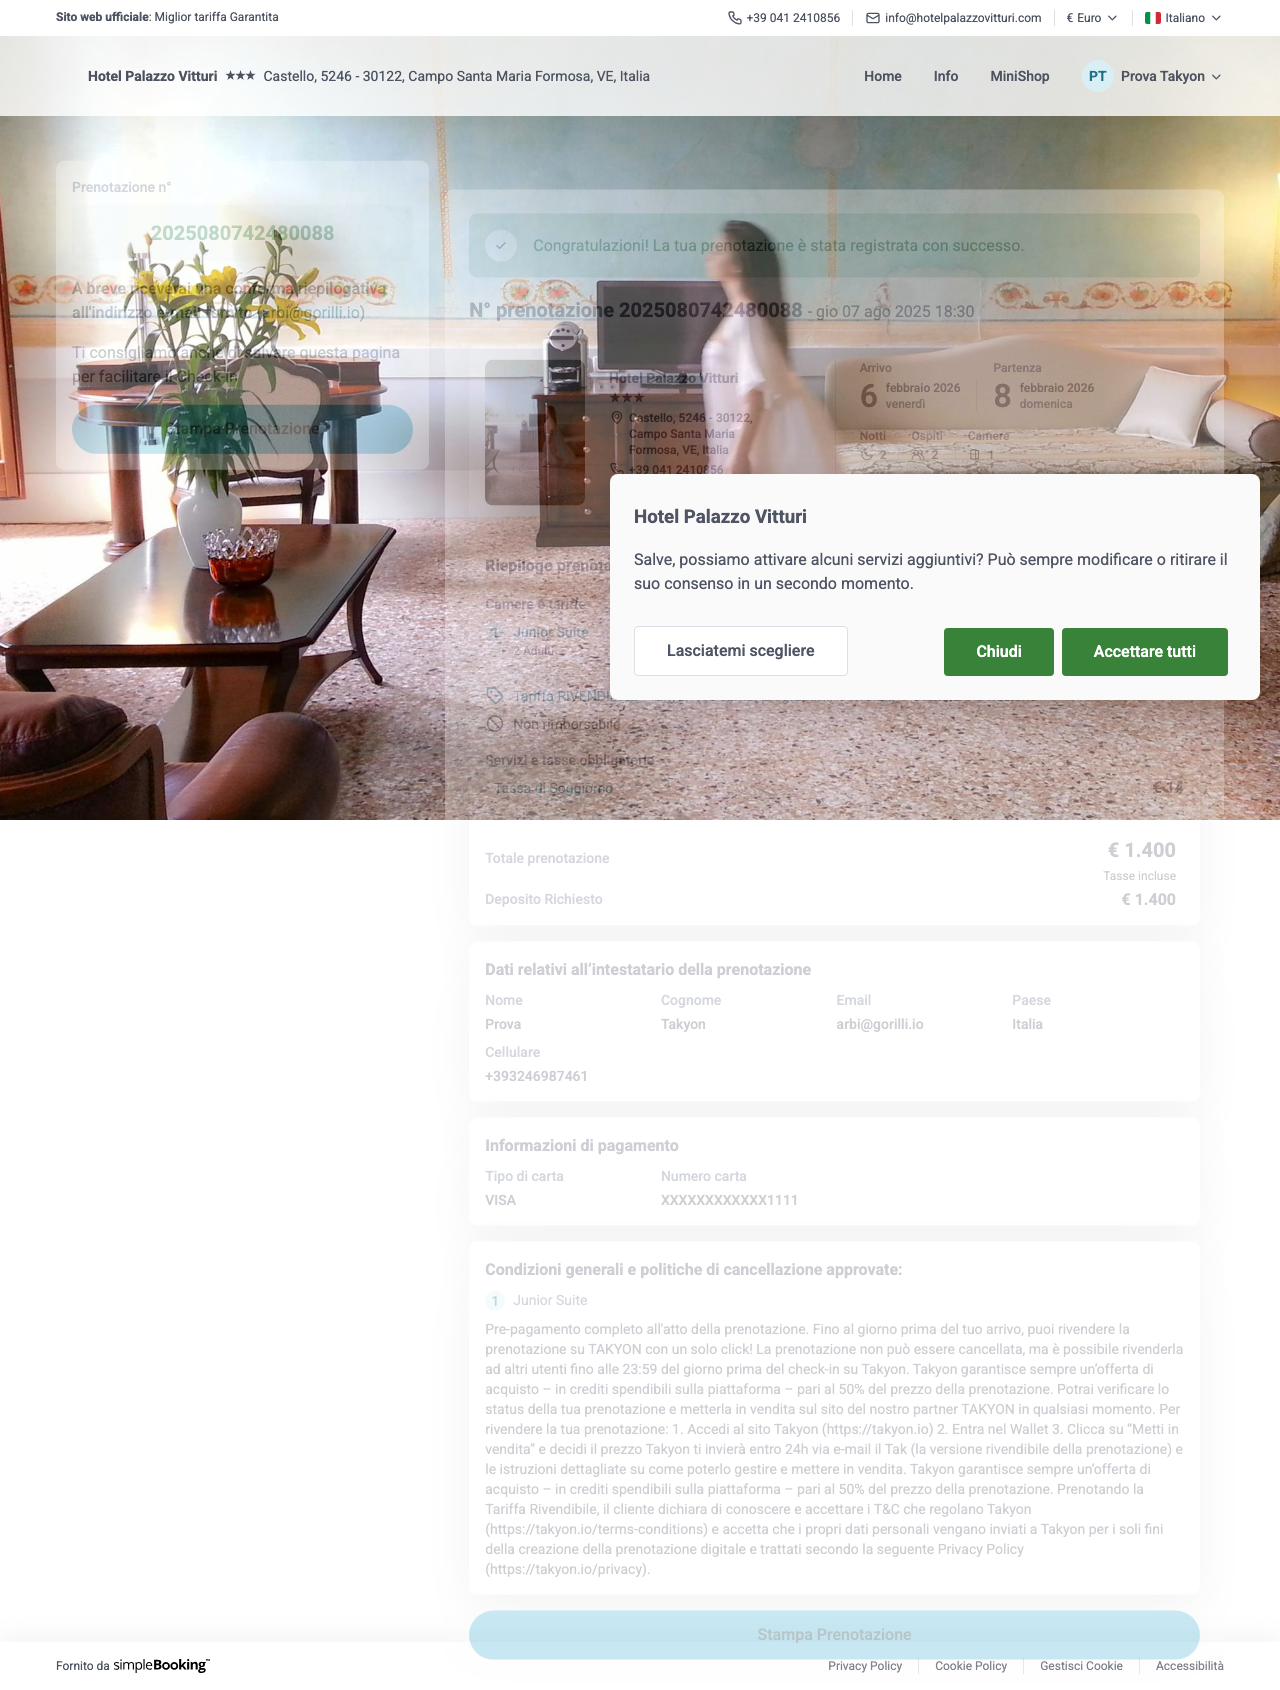 Sito web ufficiale: Miglior tariffa Garantita
+39 041 2410856
info@hotelpalazzovitturi.com
€ Euro
Italiano
Hotel Palazzo Vitturi ★★★ Castello, 5246 - 30122, Campo Santa Maria Formosa, VE, Italia
Home
Info
MiniShop
PT Prova Takyon
Prenotazione n°
2025080742480088
A breve riceverai una conferma riepilogativa
all'indirizzo e-mail fornito (arbi@gorilli.io)
Ti consigliamo anche di salvare questa pagina
per facilitare il Check-in
Stampa Prenotazione
Congratulazioni! La tua prenotazione è stata registrata con successo.
N° prenotazione 2025080742480088 - gio 07 ago 2025 18:30
Hotel Palazzo Vitturi
★★★
Castello, 5246 - 30122,
Campo Santa Maria
Formosa, VE, Italia
+39 041 2410856
Arrivo
6 febbraio 2026
venerdì
Partenza
8 febbraio 2026
domenica
Notti
2
Ospiti
2
Camere
1
Hotel Palazzo Vitturi
Salve, possiamo attivare alcuni servizi aggiuntivi? Può sempre modificare o ritirare il
suo consenso in un secondo momento.
Lasciatemi scegliere
Chiudi
Accettare tutti
Riepilogo
Camere e tariffe
1 Junior Suite
2 Adulti
Tariffa
Non rimborsabile
Servizi e tasse obbligatorie
- Tassa di Soggiorno
€ 14
Totale prenotazione
€ 1.400
Tasse incluse
Deposito Richiesto
€ 1.400
Dati relativi all’intestatario della prenotazione
Nome
Prova
Cognome
Takyon
Email
arbi@gorilli.io
Paese
Italia
Cellulare
+393246987461
Informazioni di pagamento
Tipo di carta
VISA
Numero carta
XXXXXXXXXXXX1111
Condizioni generali e politiche di cancellazione approvate:
1 Junior Suite
Pre-pagamento completo all'atto della prenotazione. Fino al giorno prima del tuo arrivo, puoi rivendere la
prenotazione su TAKYON con un solo click! La prenotazione non può essere cancellata, ma è possibile rivenderla
ad altri utenti fino alle 23:59 del giorno prima del check-in su Takyon. Takyon garantisce sempre un’offerta di
acquisto – in crediti spendibili sulla piattaforma – pari al 50% del prezzo della prenotazione. Potrai verificare lo
status della tua prenotazione e metterla in vendita sul sito del nostro partner TAKYON in qualsiasi momento. Per
rivendere la tua prenotazione: 1. Accedi al sito Takyon (https://takyon.io) 2. Entra nel Wallet 3. Clicca su “Metti in
vendita” e decidi il prezzo Takyon ti invierà entro 24h via e-mail il Tak (la versione rivendibile della prenotazione) e
le istruzioni dettagliate su come poterlo gestire e mettere in vendita. Takyon garantisce sempre un’offerta di
acquisto – in crediti spendibili sulla piattaforma – pari al 50% del prezzo della prenotazione. Prenotando la
Tariffa Rivendibile, il cliente dichiara di conoscere e accettare i T&C che regolano Takyon
(https://takyon.io/terms-conditions) e accetta che i propri dati personali vengano inviati a Takyon per i soli fini
della creazione della prenotazione digitale e trattati secondo la seguente Privacy Policy
(https://takyon.io/privacy).
Stampa Prenotazione
Fornito da simpleBooking™
Privacy Policy
Cookie Policy
Gestisci Cookie
Accessibilità